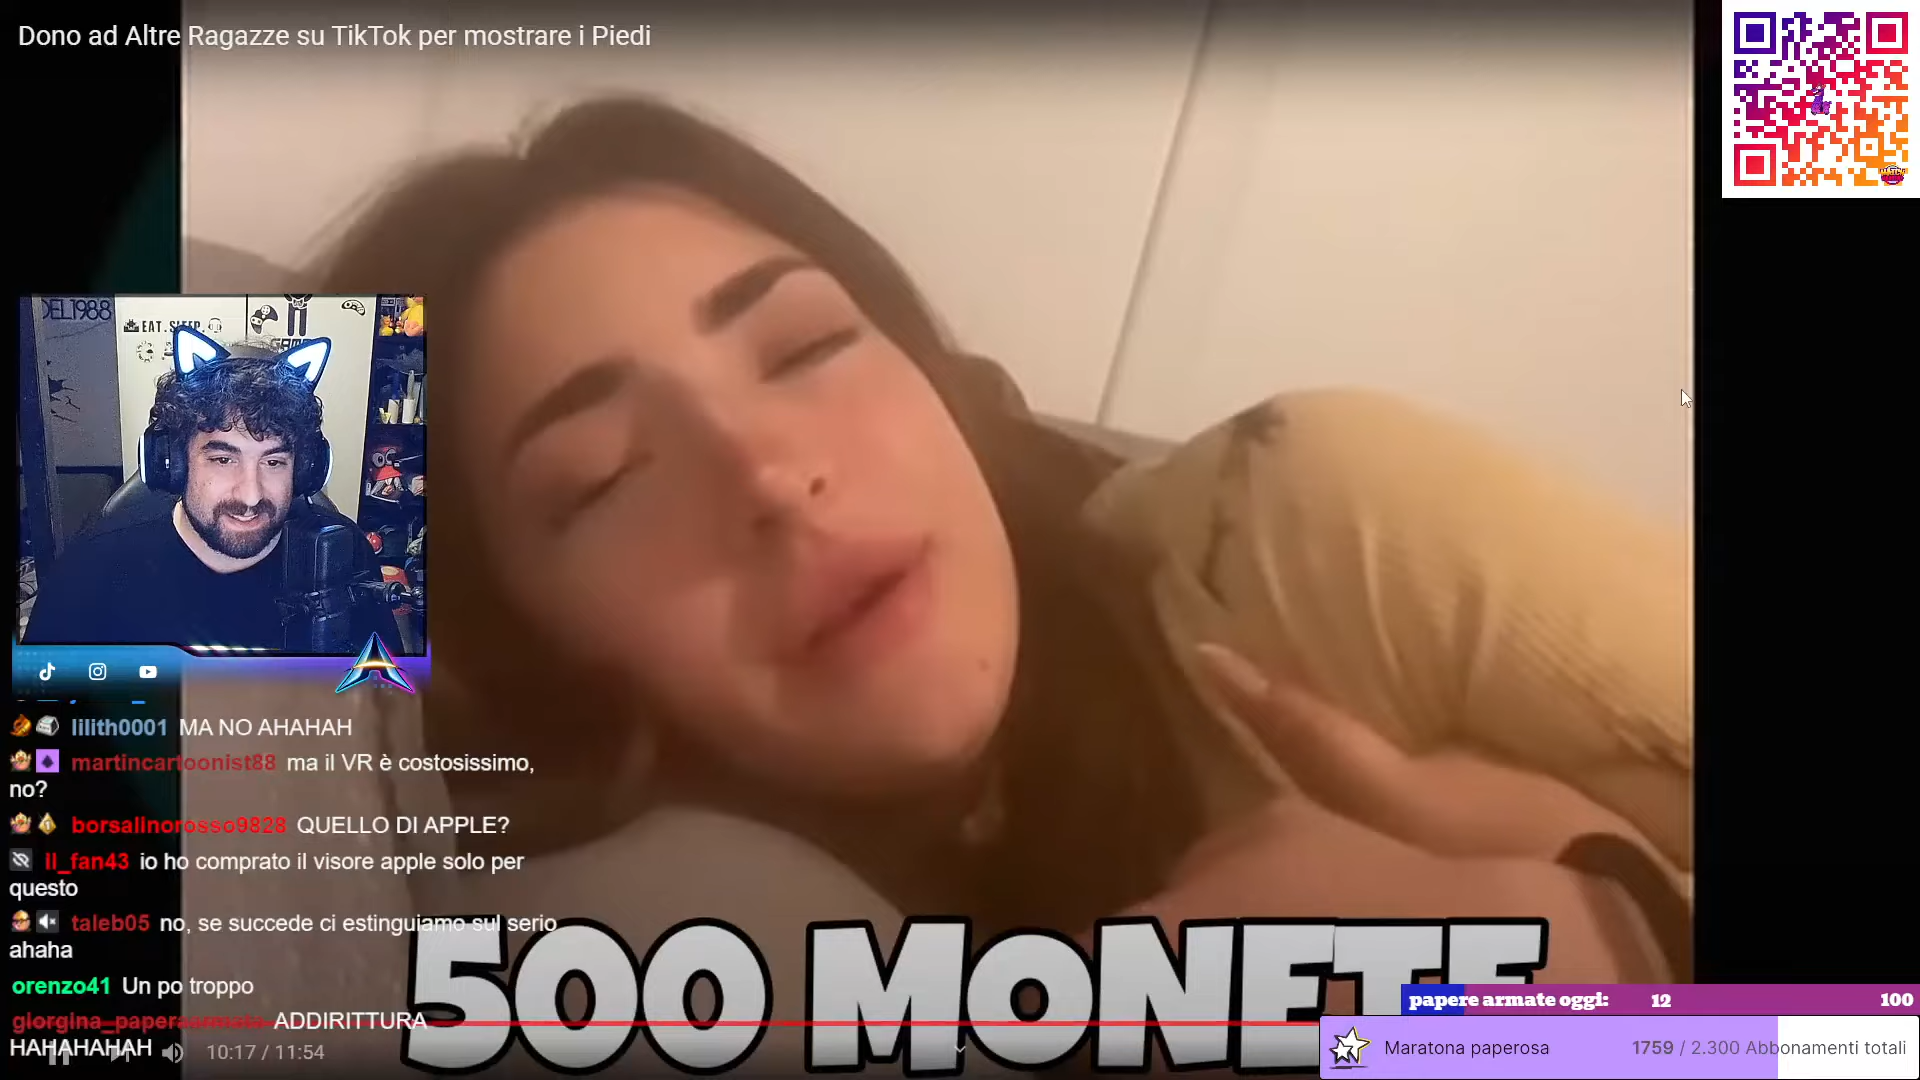 Dono ad Altre Ragazze su TikTok per mostrare i Piedi
DEL1988
EAT.SLEEP.
lilith0001 MA NO AHAHAH
martincartoonist88 ma il VR è costosissimo,
no?
borsalinorosso9828 QUELLO DI APPLE?
il_fan43 io ho comprato il visore apple solo per
questo
taleb05 no, se succede ci estinguiamo sul serio
ahaha
orenzo41 Un po troppo
giorgina_paperaarmata ADDIRITTURA
HAHAHAHAH
10:17 / 11:54
500 MONETE
papere armate oggi: 12 100
Maratona paperosa 1759 / 2.300 Abbonamenti totali